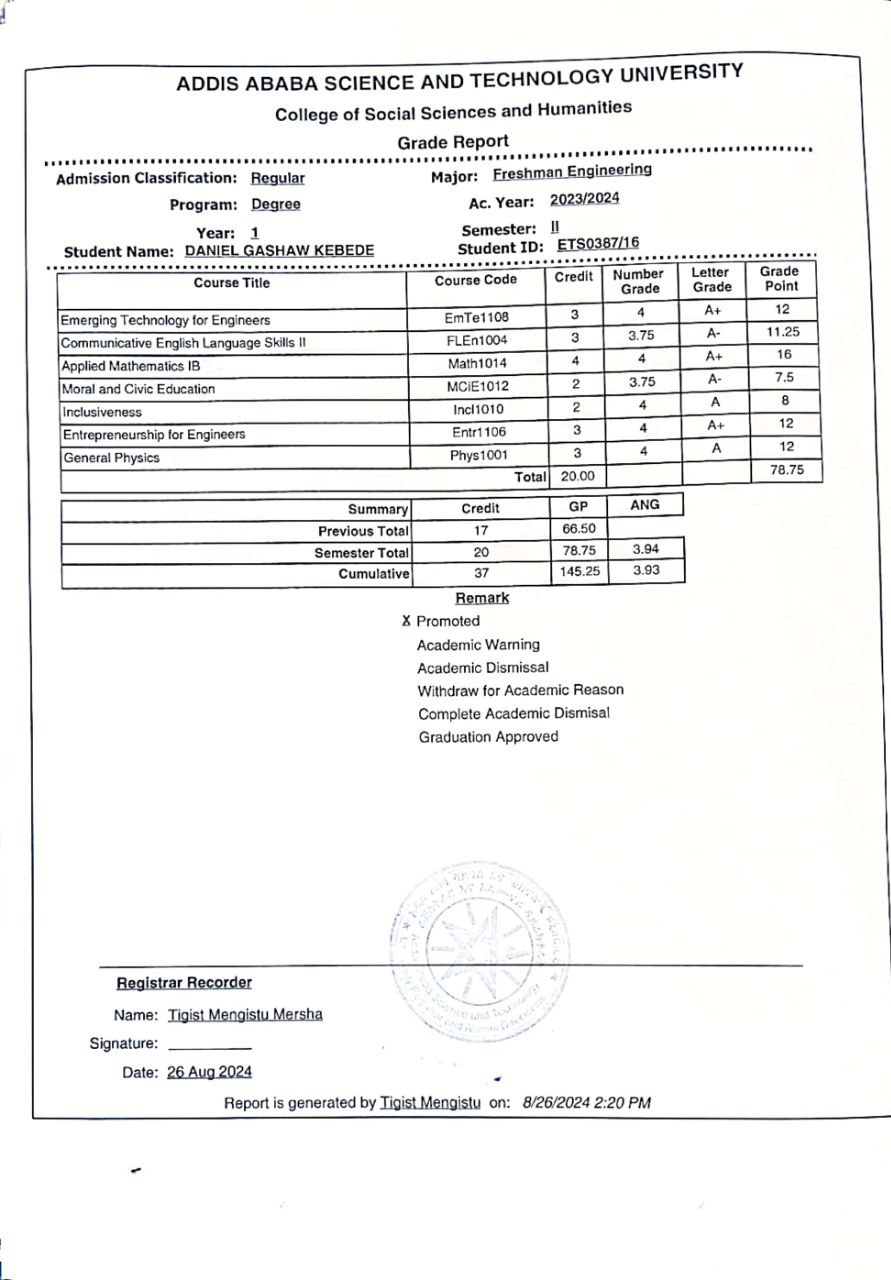 ADDIS ABABA SCIENCE AND TECHNOLOGY UNIVERSITY
College of Social Sciences and Humanities
Grade Report
Admission Classification: Regular Major: Freshman Engineering
Program: Degree Ac. Year: 2023/2024
Year: 1 Semester: II
Student Name: DANIEL GASHAW KEBEDE Student ID: ETS0387/16
Course Title Course Code Credit Number Grade Letter Grade Grade Point
Emerging Technology for Engineers EmTe1108 3 4 A+ 12
Communicative English Language Skills II FLEn1004 3 3.75 A- 11.25
Applied Mathematics IB Math1014 4 4 A+ 16
Moral and Civic Education MCiE1012 2 3.75 A- 7.5
Inclusiveness Incl1010 2 4 A 8
Entrepreneurship for Engineers Entr1106 3 4 A+ 12
General Physics Phys1001 3 4 A 12
Total 20.00 78.75
Summary Credit GP ANG
Previous Total 17 66.50
Semester Total 20 78.75 3.94
Cumulative 37 145.25 3.93
Remark
X Promoted
Academic Warning
Academic Dismissal
Withdraw for Academic Reason
Complete Academic Dismisal
Graduation Approved
Science and Technology
Registrar Recorder
Name: Tigist Mengistu Mersha
Signature:
Date: 26 Aug 2024
Report is generated by Tigist Mengistu on: 8/26/2024 2:20 PM